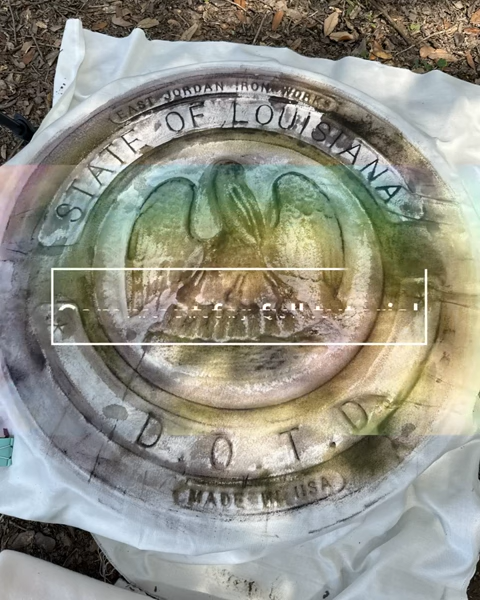 EAST JORDAN IRON WORKS
STATE OF LOUISIANA
D.O.T.D
MADE IN USA